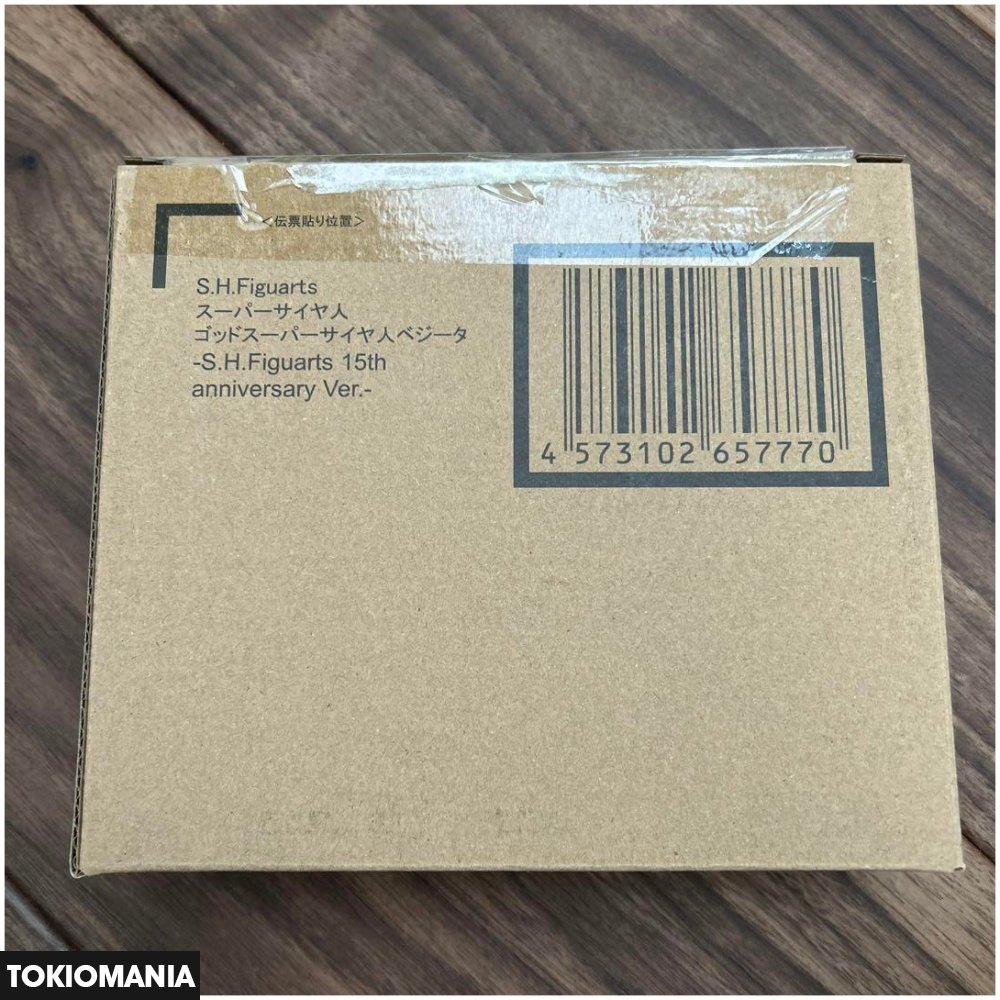 <伝票貼り位置>
S.H.Figuarts
スーパーサイヤ人
ゴッドスーパーサイヤ人ベジータ
-S.H.Figuarts 15th
anniversary Ver.-
4 573102 657770
TOKIOMANIA